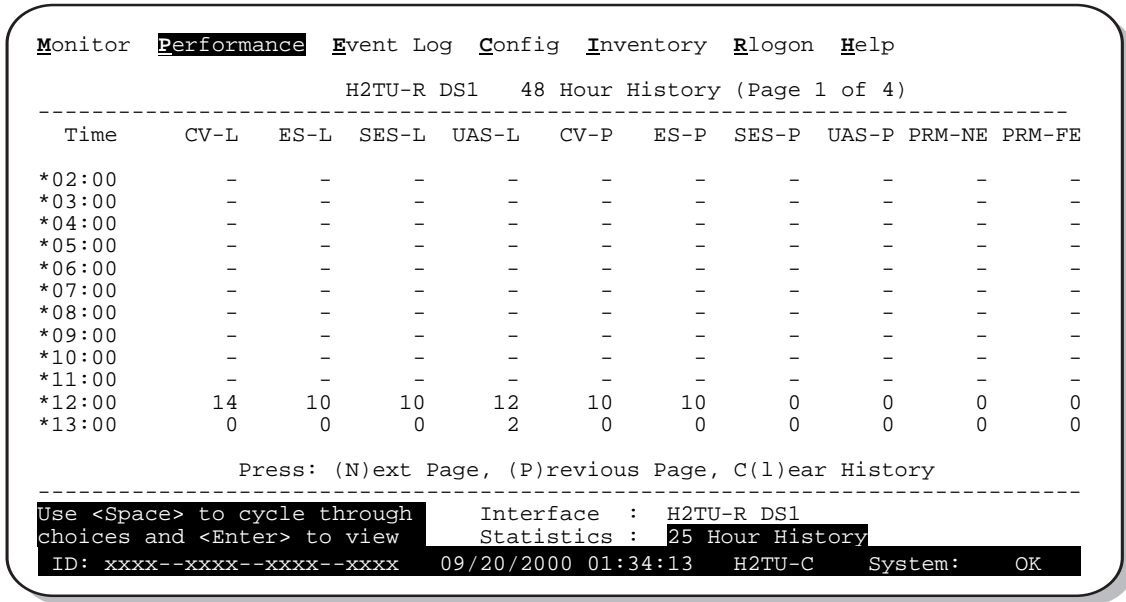 Monitor Performance Event Log Config Inventory Rlogon Help
H2TU-R DS1 48 Hour History (Page 1 of 4)
--------------------------------------------------------------------------------
Time CV-L ES-L SES-L UAS-L CV-P ES-P SES-P UAS-P PRM-NE PRM-FE
*02:00 - - - - - - - - - -
*03:00 - - - - - - - - - -
*04:00 - - - - - - - - - -
*05:00 - - - - - - - - - -
*06:00 - - - - - - - - - -
*07:00 - - - - - - - - - -
*08:00 - - - - - - - - - -
*09:00 - - - - - - - - - -
*10:00 - - - - - - - - - -
*11:00 - - - - - - - - - -
*12:00 14 10 10 12 10 10 0 0 0 0
*13:00 0 0 0 2 0 0 0 0 0 0
Press: (N)ext Page, (P)revious Page, C(l)ear History
--------------------------------------------------------------------------------
Use <Space> to cycle through Interface : H2TU-R DS1
choices and <Enter> to view Statistics : 25 Hour History
ID: xxxx--xxxx--xxxx--xxxx 09/20/2000 01:34:13 H2TU-C System: OK